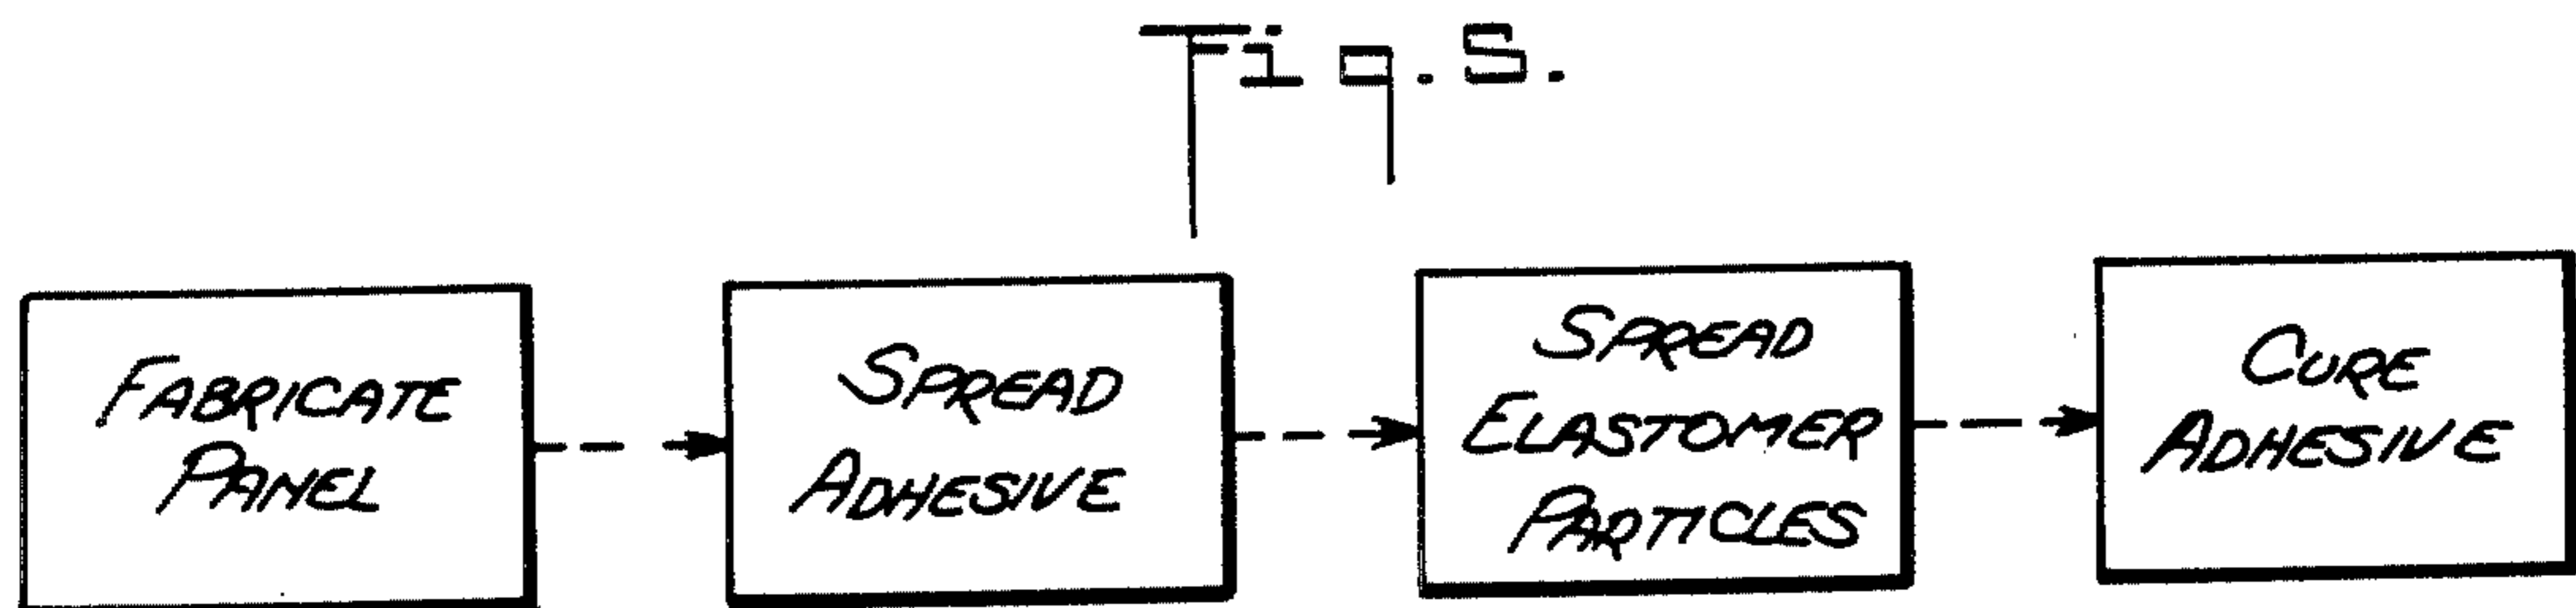 Fig. 5.
FABRICATE
PANEL
SPREAD
ADHESIVE
SPREAD
ELASTOMER
PARTICLES
CURE
ADHESIVE